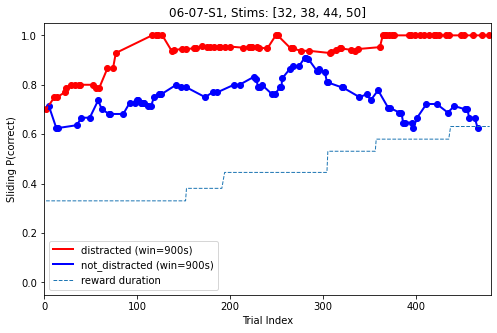 06-07-S1, Stims: [32, 38, 44, 50]
Sliding P(correct)
1.0
0.8
0.6
0.4
0.2
0.0
distracted (win=900s)
not_distracted (win=900s)
reward duration
0 100 200 300 400
Trial Index